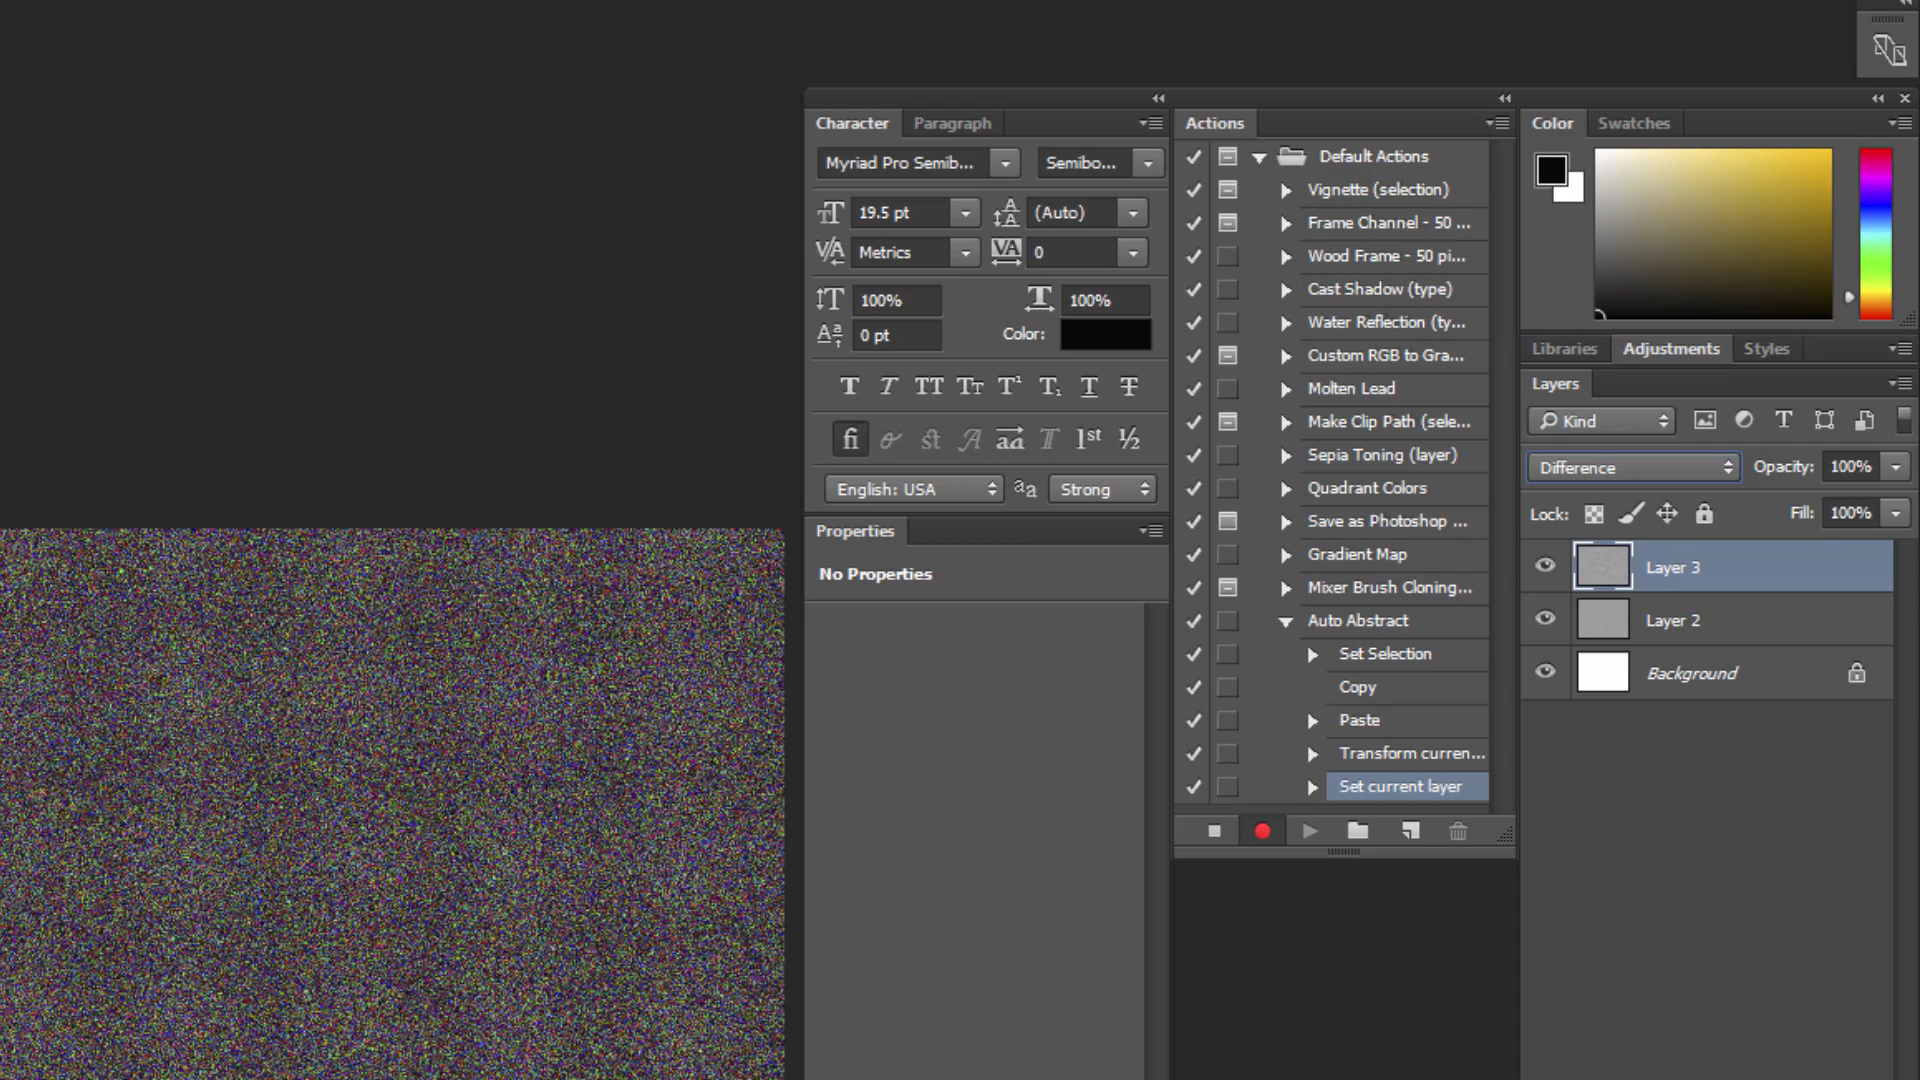 Character
Paragraph
Myriad Pro Semib...
Semibo...
19.5 pt
(Auto)
Metrics
0
100%
100%
0 pt
Color:
English: USA
Strong
Properties
No Properties
Actions
Default Actions
Vignette (selection)
Frame Channel - 50 ...
Wood Frame - 50 pi...
Cast Shadow (type)
Water Reflection (ty...
Custom RGB to Gra...
Molten Lead
Make Clip Path (sele...
Sepia Toning (layer)
Quadrant Colors
Save as Photoshop ...
Gradient Map
Mixer Brush Cloning...
Auto Abstract
Set Selection
Copy
Paste
Transform curren...
Set current layer
Color
Swatches
Libraries
Adjustments
Styles
Layers
Kind
Difference
Opacity: 100%
Lock:
Fill: 100%
Layer 3
Layer 2
Background